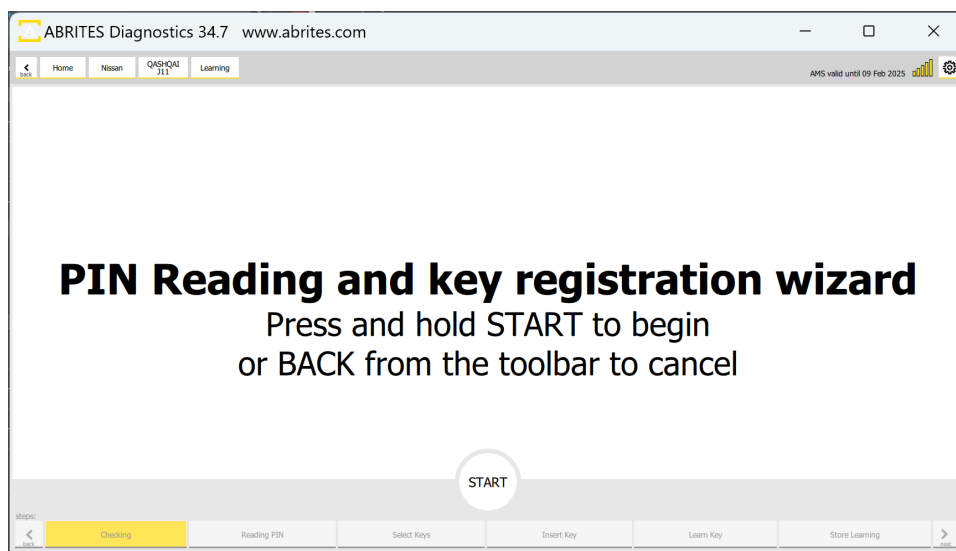 ABRITES Diagnostics 34.7 www.abrites.com
back
Home
Nissan
QASHQAI
J11
Learning
AMS valid until 09 Feb 2025
PIN Reading and key registration wizard
Press and hold START to begin
or BACK from the toolbar to cancel
START
steps:
back
Checking
Reading PIN
Select Keys
Insert Key
Learn Key
Store Learning
next